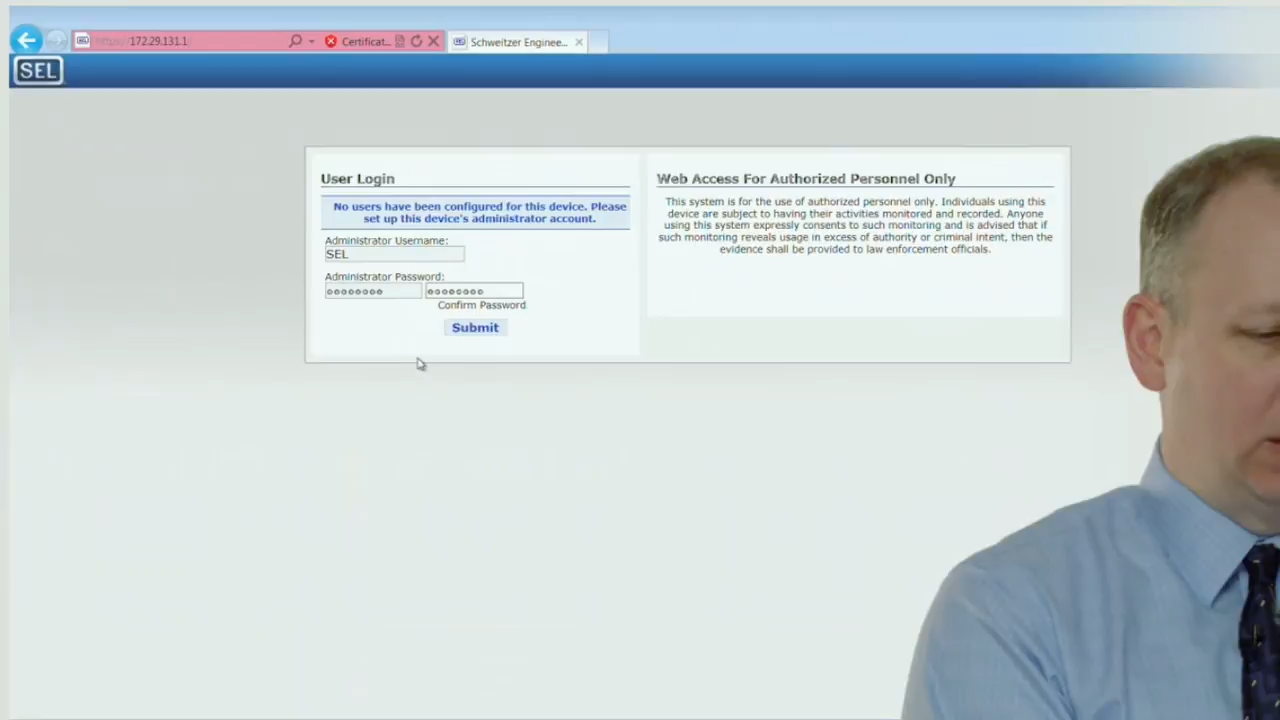 https://172.29.131.1
Certificat...
Schweitzer Enginee...
SEL
User Login
No users have been configured for this device. Please
set up this device's administrator account.
Administrator Username:
SEL
Administrator Password:
Confirm Password
Submit
Web Access For Authorized Personnel Only
This system is for the use of authorized personnel only. Individuals using this
device are subject to having their activities monitored and recorded. Anyone
using this system expressly consents to such monitoring and is advised that if
such monitoring reveals usage in excess of authority or criminal intent, then the
evidence shall be provided to law enforcement officials.